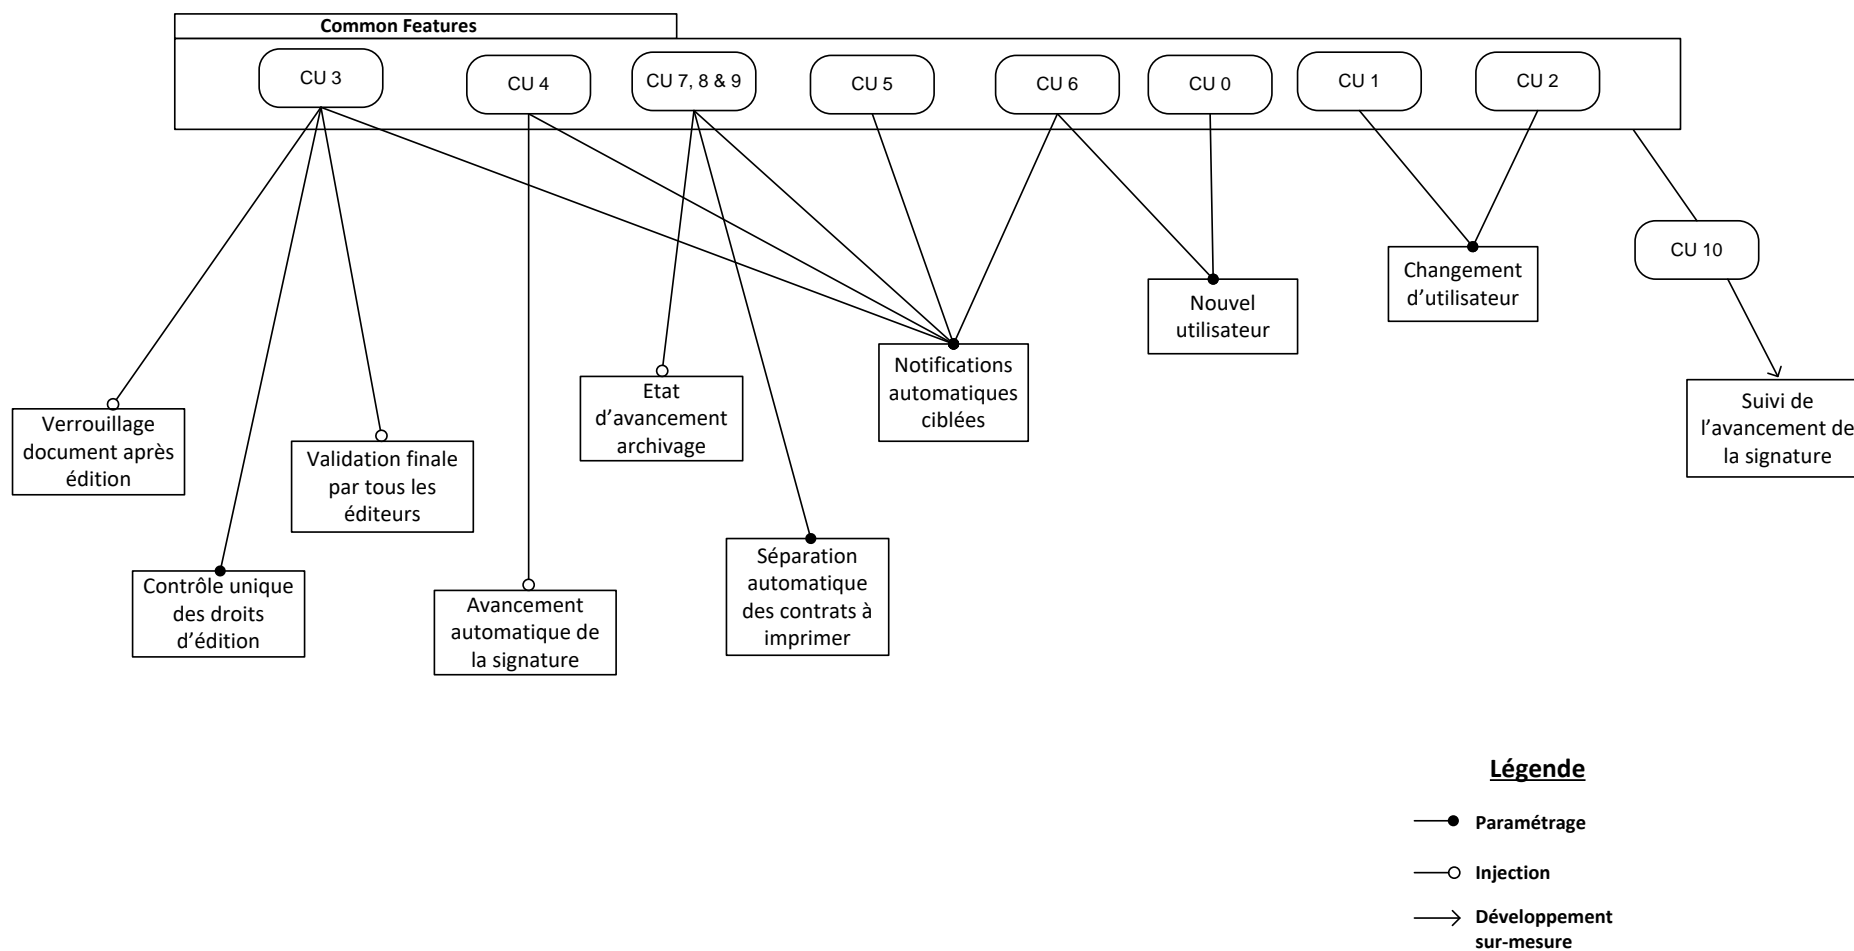 Common Features
CU 3
CU 4
CU 7, 8 & 9
CU 5
CU 6
CU 0
CU 1
CU 2
CU 10
Changement
d’utilisateur
Nouvel
utilisateur
Notifications
automatiques
ciblées
Etat
d’avancement
archivage
Suivi de
l’avancement de
la signature
Verrouillage
document après
édition
Validation finale
par tous les
éditeurs
Séparation
automatique
des contrats à
imprimer
Contrôle unique
des droits
d’édition
Avancement
automatique de
la signature
Légende
Paramétrage
Injection
Développement
sur-mesure